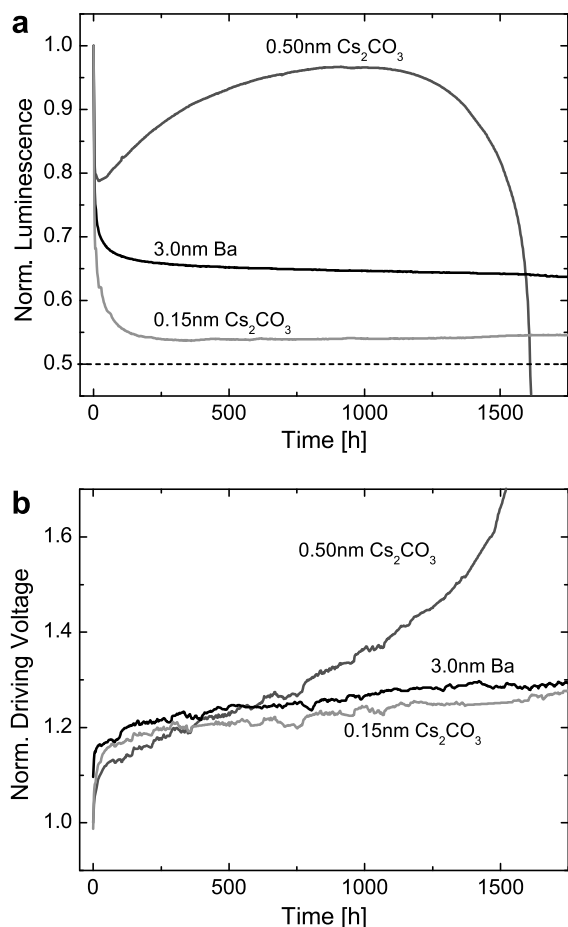 a
0.50nm Cs₂CO₃
1.0
0.9
0.8
0.7
0.6
0.5
Norm. Luminescence
3.0nm Ba
0.15nm Cs₂CO₃
0
500
1000
1500
Time [h]
b
1.6
1.4
1.2
1.0
Norm. Driving Voltage
0.50nm Cs₂CO₃
3.0nm Ba
0.15nm Cs₂CO₃
0
500
1000
1500
Time [h]